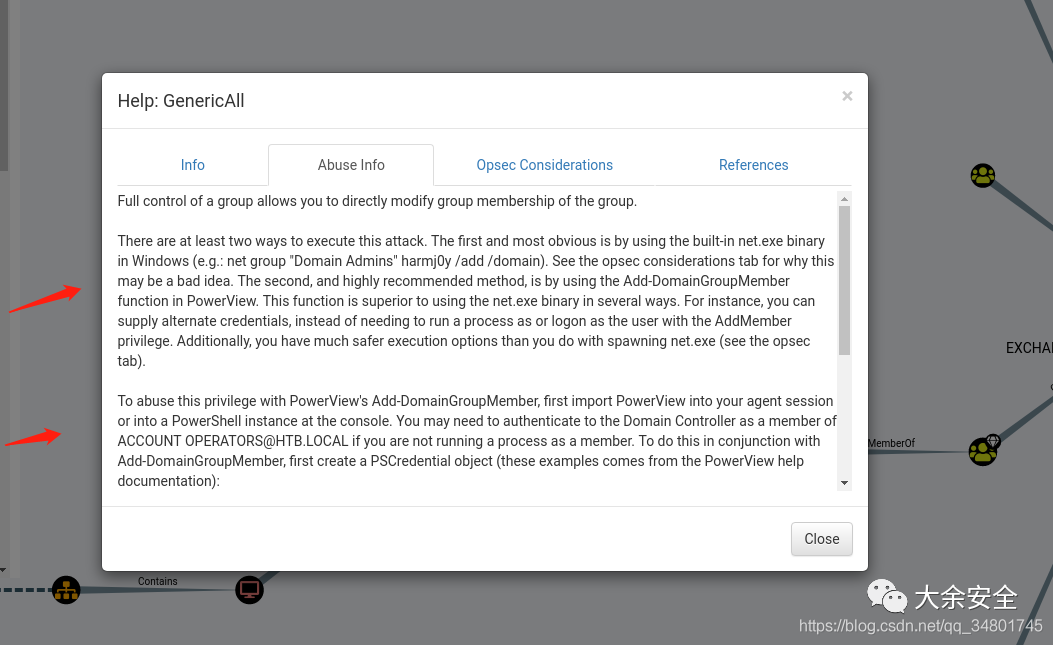 Help: GenericAll
×
Info
Abuse Info
Opsec Considerations
References
Full control of a group allows you to directly modify group membership of the group.
There are at least two ways to execute this attack. The first and most obvious is by using the built-in net.exe binary
in Windows (e.g.: net group "Domain Admins" harmj0y /add /domain). See the opsec considerations tab for why this
may be a bad idea. The second, and highly recommended method, is by using the Add-DomainGroupMember
function in PowerView. This function is superior to using the net.exe binary in several ways. For instance, you can
supply alternate credentials, instead of needing to run a process as or logon as the user with the AddMember
privilege. Additionally, you have much safer execution options than you do with spawning net.exe (see the opsec
tab).
To abuse this privilege with PowerView's Add-DomainGroupMember, first import PowerView into your agent session
or into a PowerShell instance at the console. You may need to authenticate to the Domain Controller as a member of
ACCOUNT OPERATORS@HTB.LOCAL if you are not running a process as a member. To do this in conjunction with
Add-DomainGroupMember, first create a PSCredential object (these examples comes from the PowerView help
documentation):
Close
EXCHA
MemberOf
Contains
大余安全
https://blog.csdn.net/qq_34801745